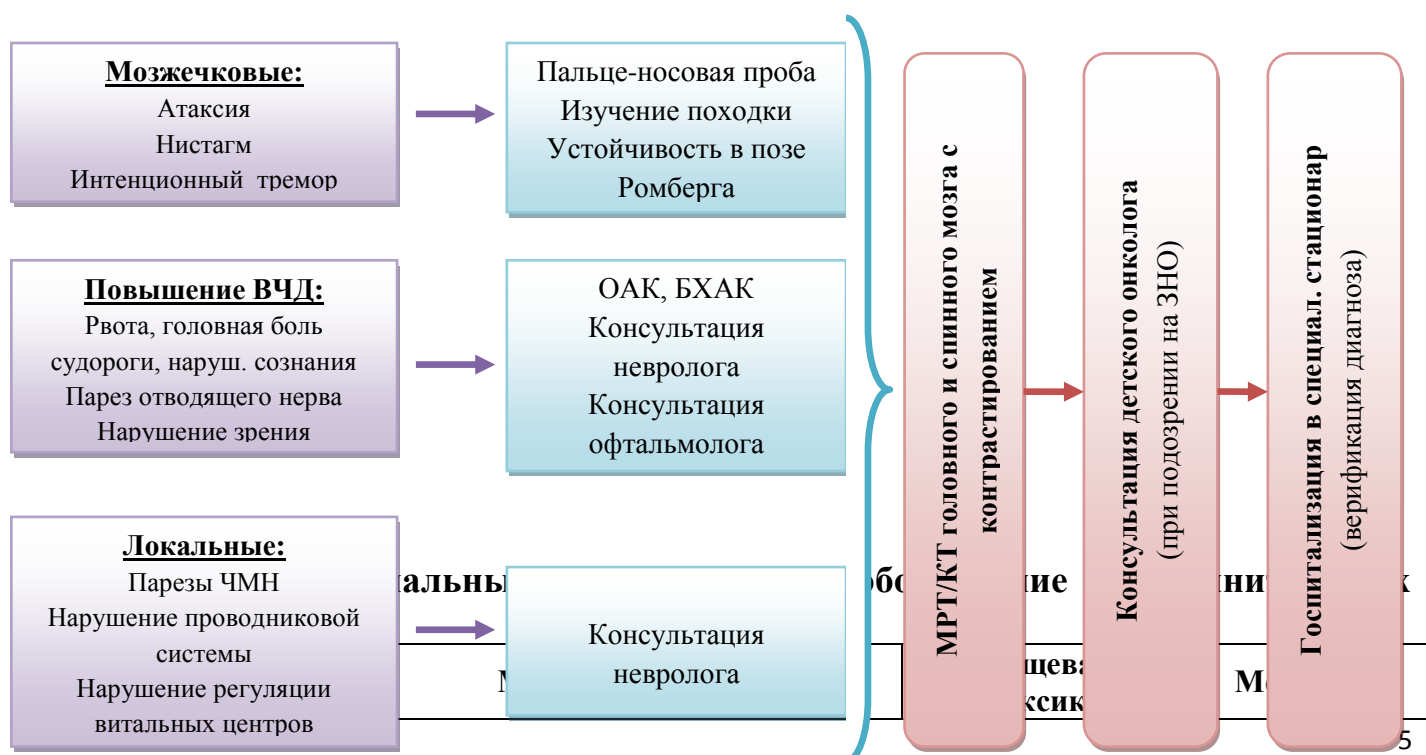 Мозжечковые:
Атаксия
Нистагм
Интенционный тремор
Пальце-носовая проба
Изучение походки
Устойчивость в позе
Ромберга
Повышение ВЧД:
Рвота, головная боль
судороги, наруш. сознания
Парез отводящего нерва
Нарушение зрения
ОАК, БХАК
Консультация
невролога
Консультация
офтальмолога
Локальные:
Парезы ЧМН
Нарушение проводниковой
системы
Нарушение регуляции
витальных центров
Консультация
невролога
МРТ/КТ головного и спинного мозга с
контрастированием
Консультация детского онколога
(при подозрении на ЗНО)
Госпитализация в специал. стационар
(верификация диагноза)
5